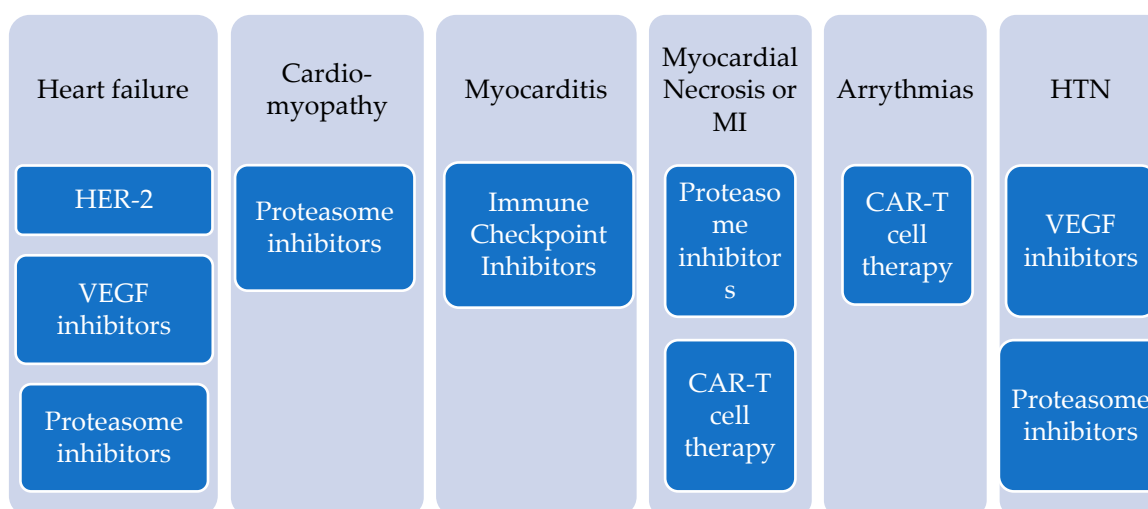 Heart failure
HER-2
VEGF
inhibitors
Proteasome
inhibitors
Cardio-
myopathy
Proteasome
inhibitors
Myocarditis
Immune
Checkpoint
Inhibitors
Myocardial
Necrosis or
MI
Proteaso
me
inhibitor
s
CAR-T
cell
therapy
Arrythmias
CAR-T
cell
therapy
HTN
VEGF
inhibitors
Proteasome
inhibitors